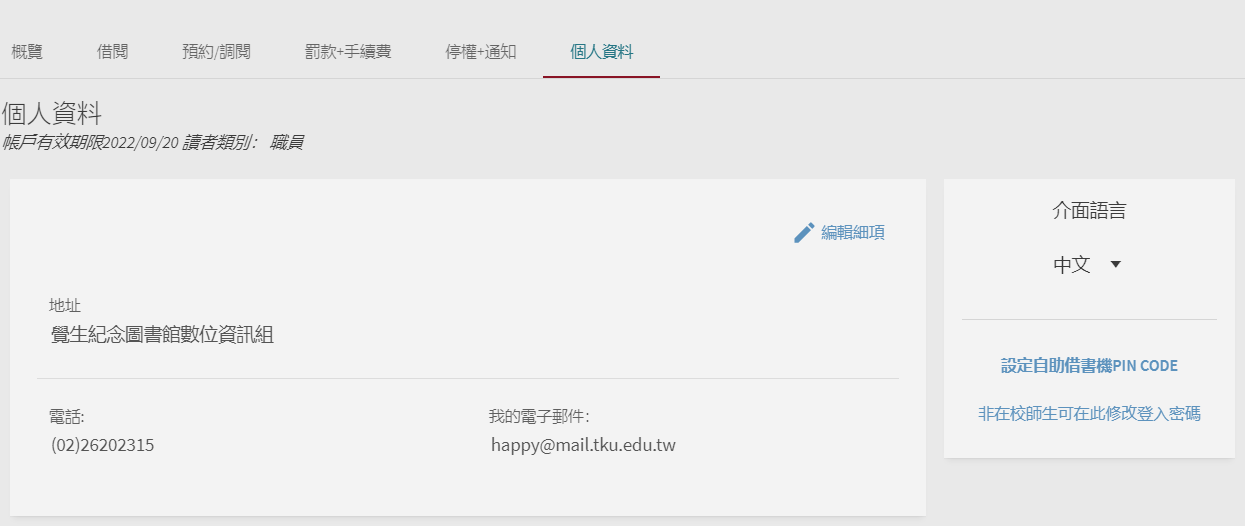 概覽 借閱 預約/調閱 罰款+手續費 停權+通知 個人資料
個人資料
帳戶有效期限2022/09/20 讀者類別： 職員
編輯細項
地址
覺生紀念圖書館數位資訊組
電話:
(02)26202315
我的電子郵件：
happy@mail.tku.edu.tw
介面語言
中文
設定自助借書機PIN CODE
非在校師生可在此修改登入密碼